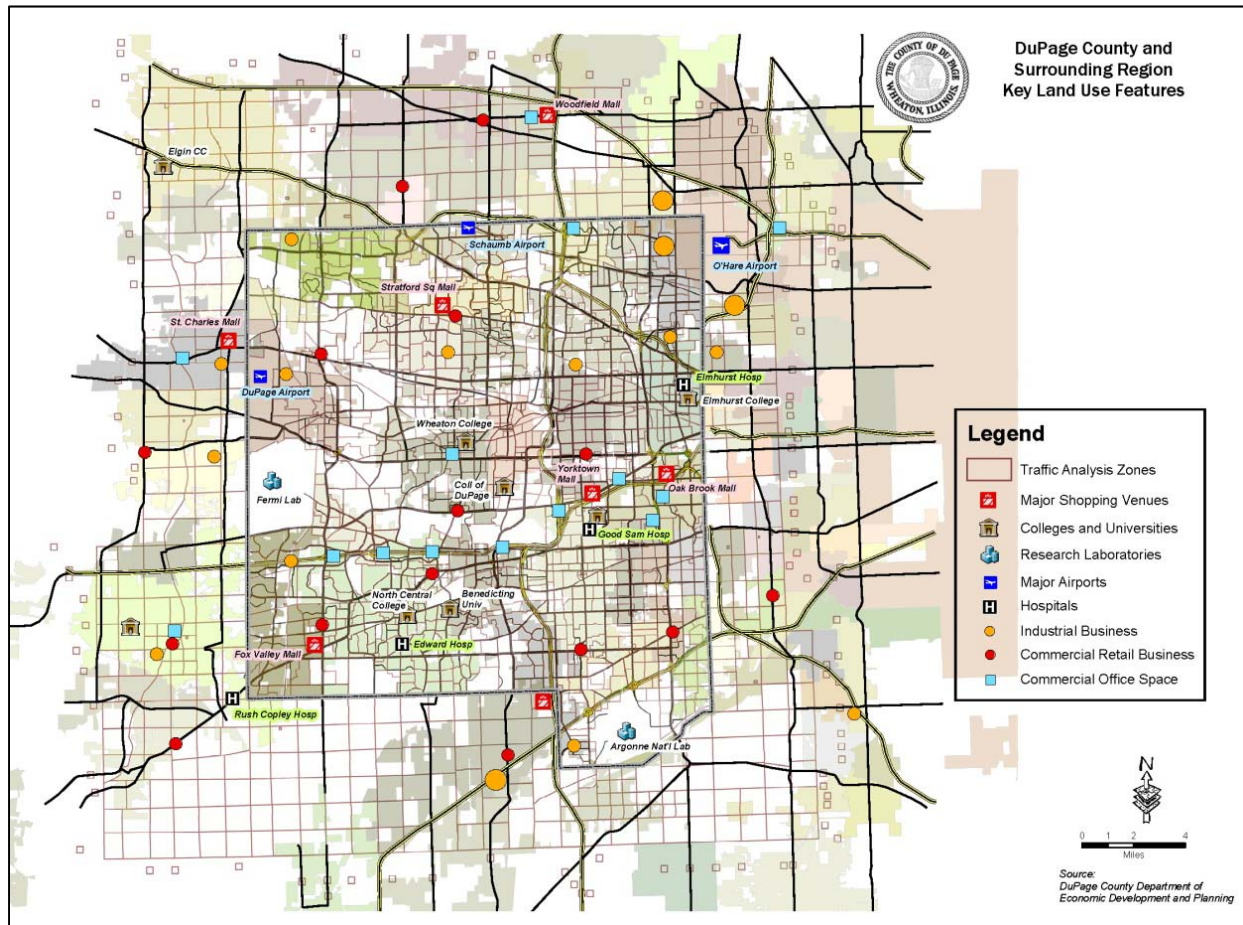 DuPage County and
Surrounding Region
Key Land Use Features
THE COUNTY OF DU PAGE
WHEATON, ILLINOIS
Woodfield Mall
Elgin CC
Schaumb Airport
O'Hare Airport
Stratford Sq Mall
St. Charles Mall
DuPage Airport
Elmhurst Hosp
Elmhurst College
Wheaton College
Yorktown
Mall
Oak Brook Mall
Coll of
DuPage
Fermi Lab
Good Sam Hosp
North Central
College
Benedicting
Univ
Fox Valley Mall
Edward Hosp
Rush Copley Hosp
Argonne Nat'l Lab
Legend
Traffic Analysis Zones
Major Shopping Venues
Colleges and Universities
Research Laboratories
Major Airports
H Hospitals
Industrial Business
Commercial Retail Business
Commercial Office Space
N
0 1 2 4
Miles
Source:
DuPage County Department of
Economic Development and Planning